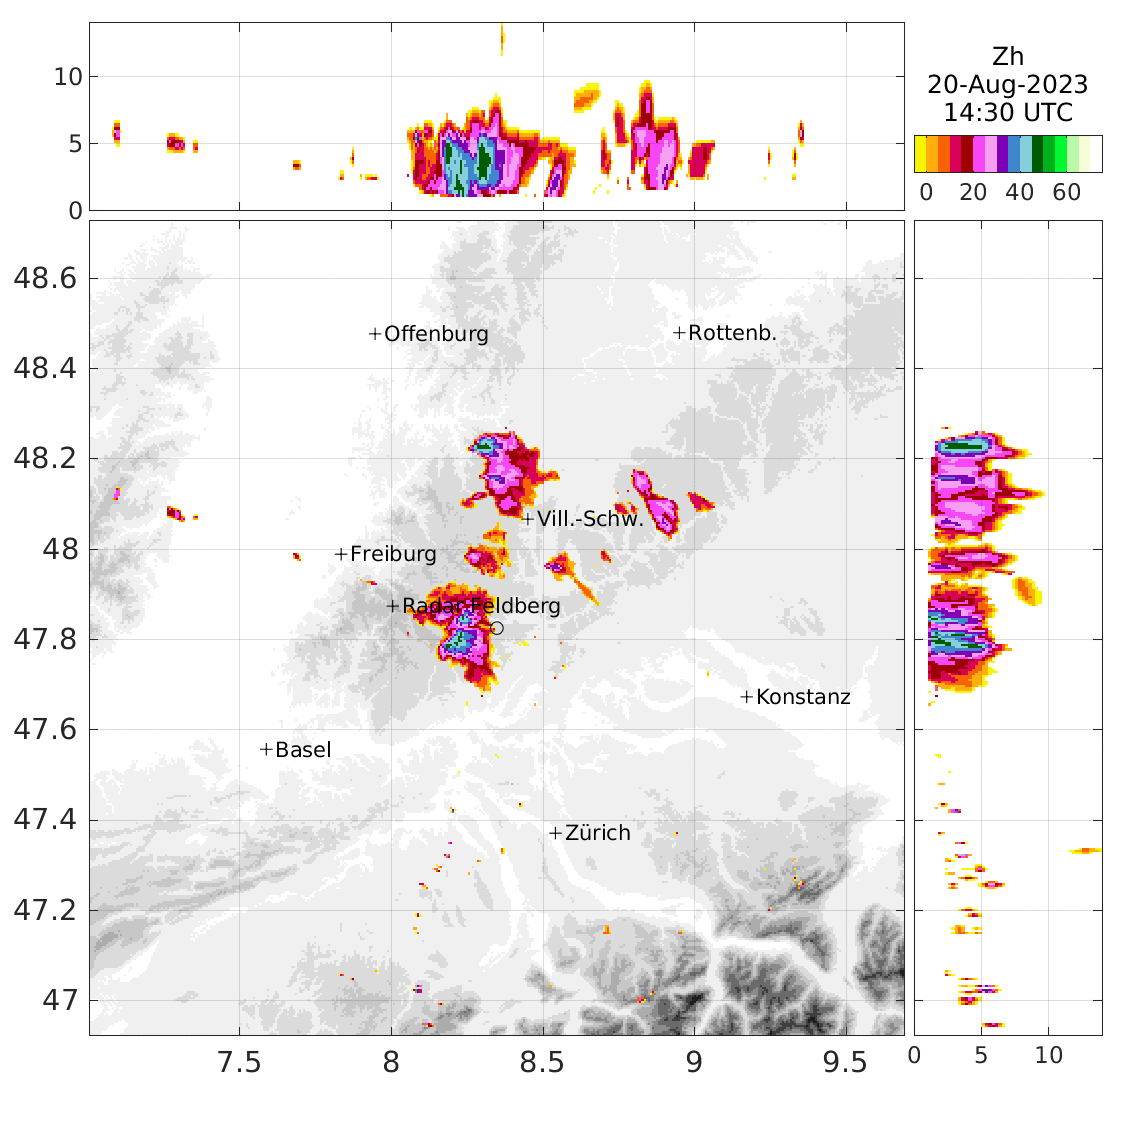 10
5
0
Zh
20-Aug-2023
14:30 UTC
0 20 40 60
48.6
48.4
48.2
48
47.8
47.6
47.4
47.2
47
Offenburg
Rottenb.
Vill.-Schw.
Freiburg
Radar Feldberg
Konstanz
Basel
Zürich
7.5 8 8.5 9 9.5
0 5 10